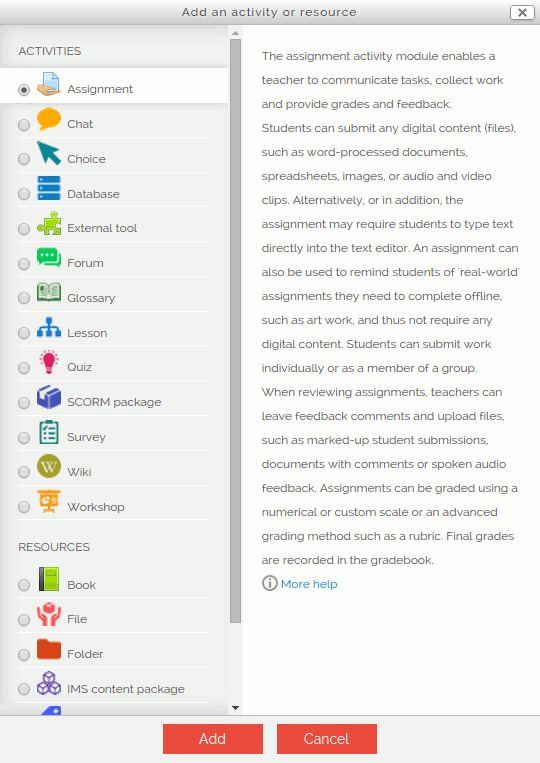 Add an activity or resource
ACTIVITIES
Assignment
Chat
Choice
Database
External tool
Forum
Glossary
Lesson
Quiz
SCORM package
Survey
W
Wiki
Workshop
RESOURCES
Book
File
Folder
IMS content package
The assignment activity module enables a
teacher to communicate tasks, collect work
and provide grades and feedback.
Students can submit any digital content (files),
such as word-processed documents,
spreadsheets, images, or audio and video
clips. Alternatively, or in addition, the
assignment may require students to type text
directly into the text editor. An assignment can
also be used to remind students of 'real-world'
assignments they need to complete offline,
such as art work, and thus not require any
digital content. Students can submit work
individually or as a member of a group.
When reviewing assignments, teachers can
leave feedback comments and upload files,
such as marked-up student submissions,
documents with comments or spoken audio
feedback. Assignments can be graded using a
numerical or custom scale or an advanced
grading method such as a rubric. Final grades
are recorded in the gradebook.
More help
Add
Cancel